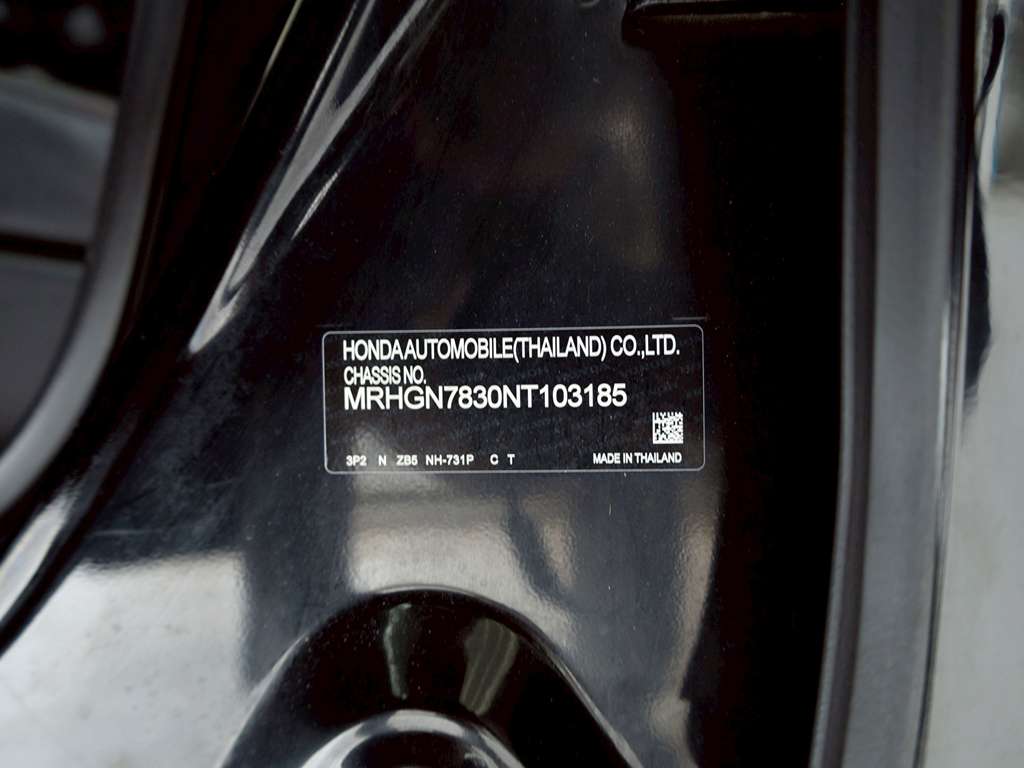 HONDA AUTOMOBILE(THAILAND) CO.,LTD.
CHASSIS NO.
MRHGN7830NT103185
3P2 N ZB5 NH-731P C T MADE IN THAILAND